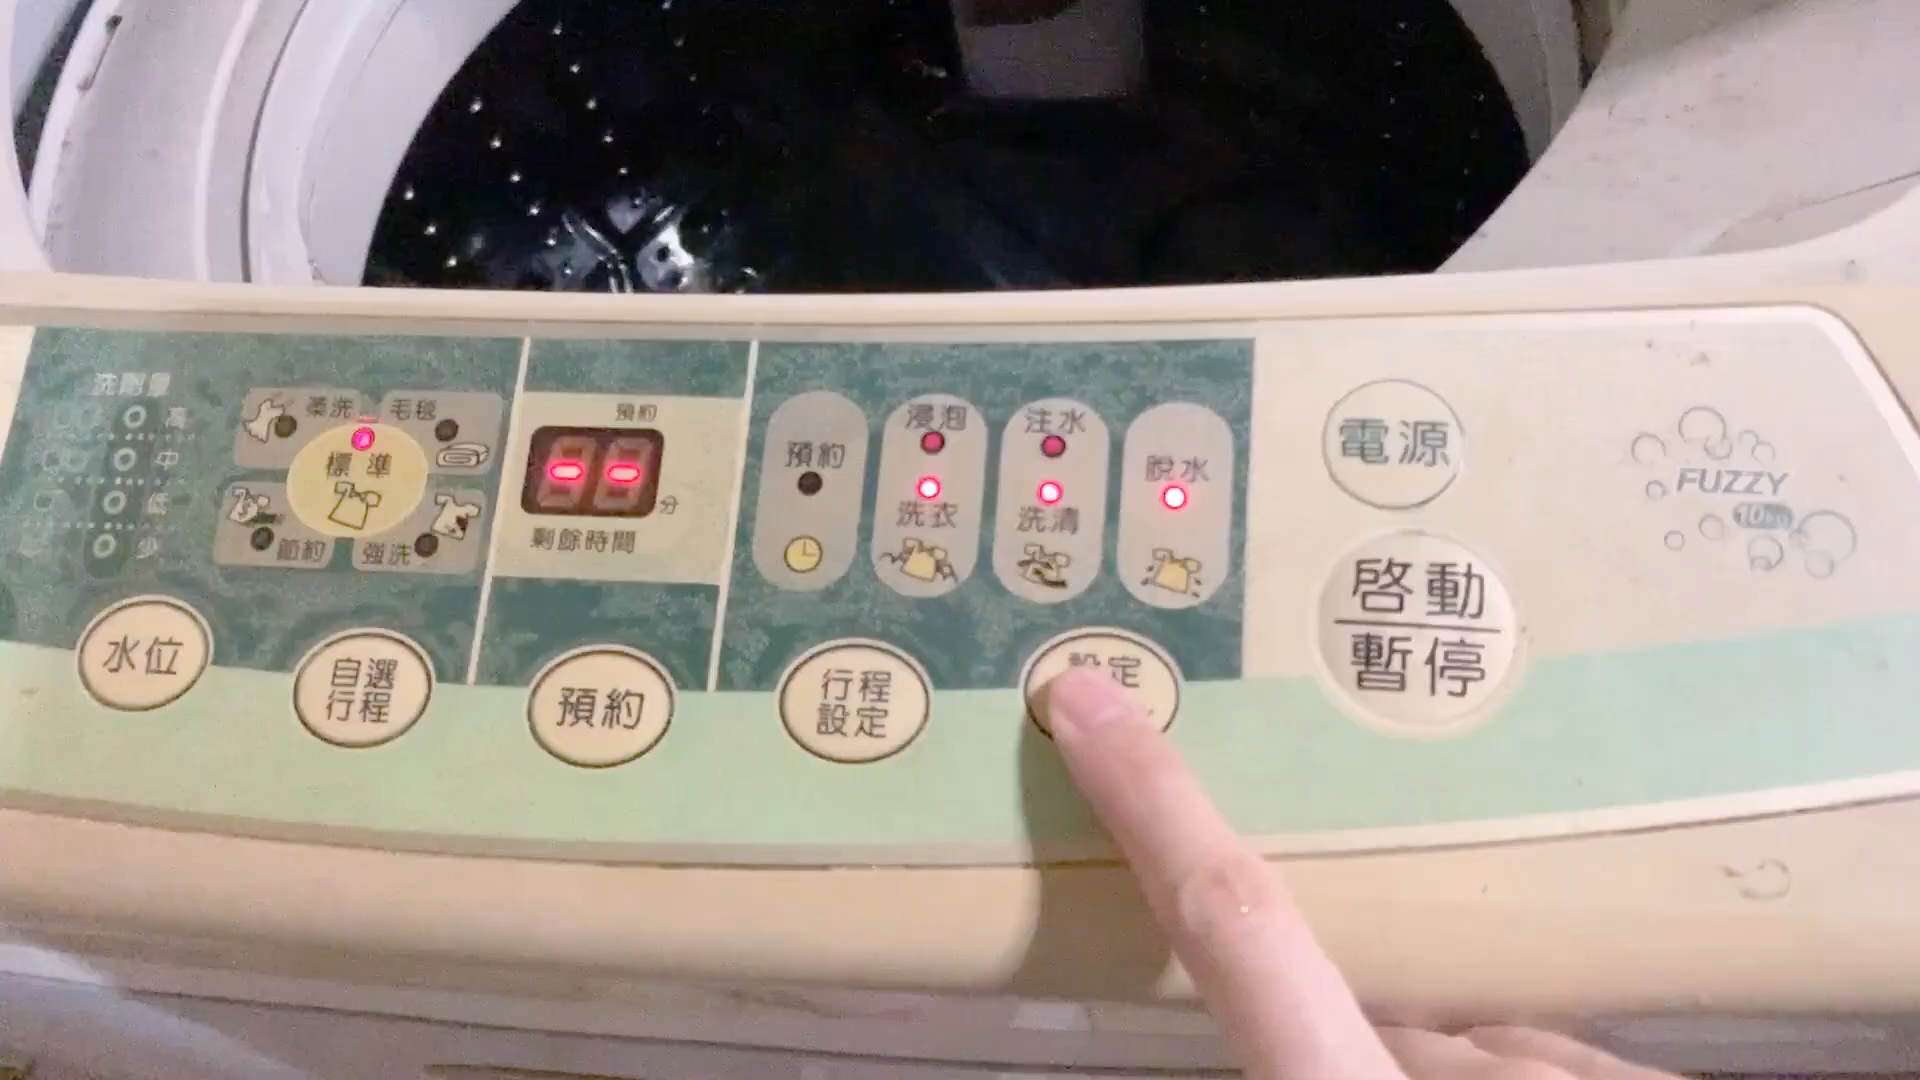 洗劑量
高
中
低
少
柔洗
毛毯
標準
節約
強洗
預約
分
剩餘時間
預約
浸泡
洗衣
注水
洗清
脫水
水位
自選
行程
預約
行程
設定
設定
電源
啓動
暫停
FUZZY